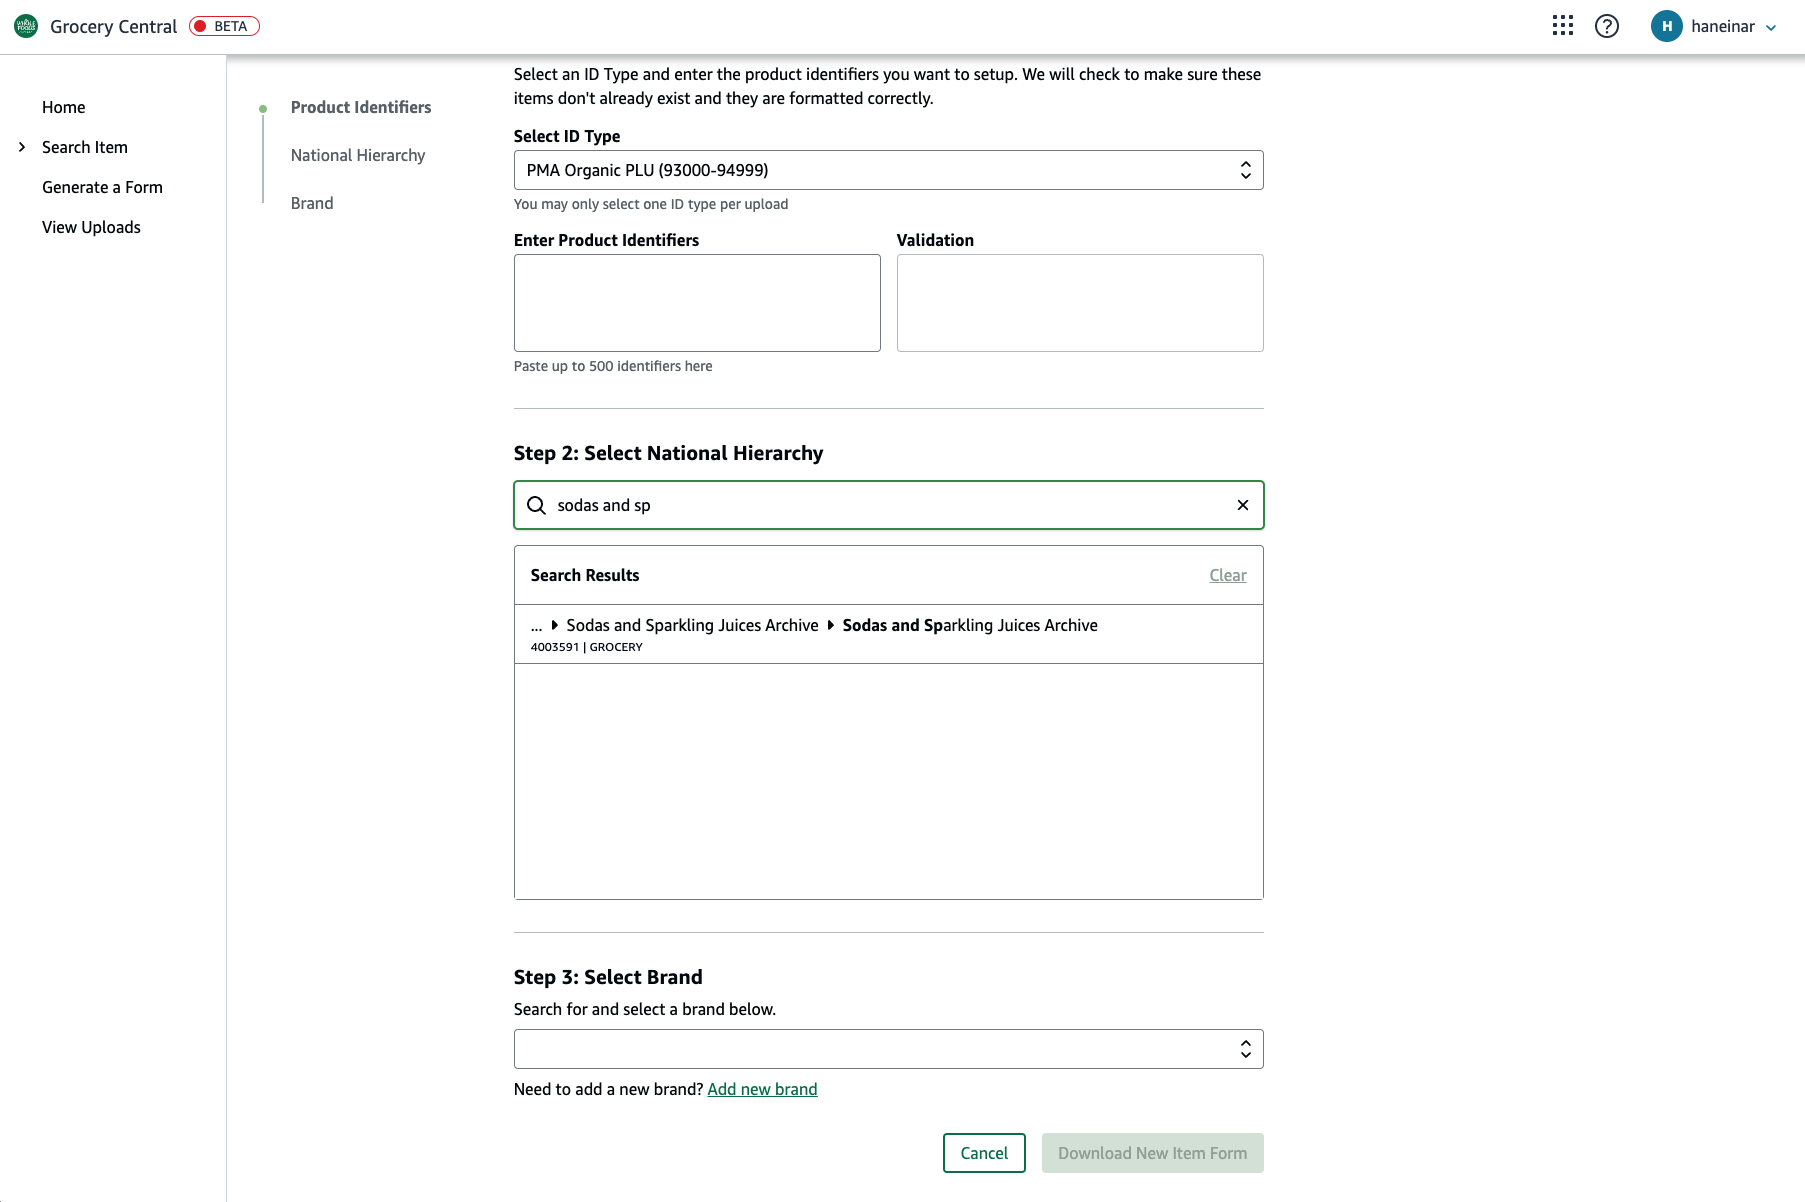 Grocery Central BETA
H haneinar
Home
Search Item
Generate a Form
View Uploads
Product Identifiers
National Hierarchy
Brand
Select an ID Type and enter the product identifiers you want to setup. We will check to make sure these
items don't already exist and they are formatted correctly.
Select ID Type
PMA Organic PLU (93000-94999)
You may only select one ID type per upload
Enter Product Identifiers
Validation
Paste up to 500 identifiers here
Step 2: Select National Hierarchy
sodas and sp
Search Results
Clear
... Sodas and Sparkling Juices Archive Sodas and Sparkling Juices Archive
4003591 | GROCERY
Step 3: Select Brand
Search for and select a brand below.
Need to add a new brand? Add new brand
Cancel
Download New Item Form